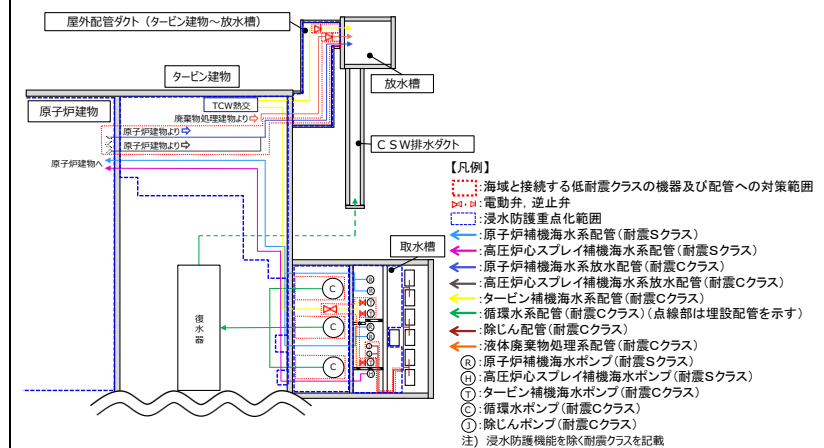 屋外配管ダクト(タービン建物～放水槽)
放水槽
タービン建物
原子炉建物
TCW熱交
廃棄物処理建物より⇨
原子炉建物より⇨
原子炉建物より⇨
原子炉建物へ
CSW排水ダクト
取水槽
復水器
C
C
C
【凡例】
:海域と接続する低耐震クラスの機器及び配管への対策範囲
:電動弁, 逆止弁
:浸水防護重点化範囲
:原子炉補機海水系配管(耐震Sクラス)
:高圧炉心スプレイ補機海水系配管(耐震Sクラス)
:原子炉補機海水系放水配管(耐震Cクラス)
:高圧炉心スプレイ補機海水系放水配管(耐震Cクラス)
:タービン補機海水系配管(耐震Cクラス)
:循環水系配管(耐震Cクラス)(点線部は埋設配管を示す)
:除じん配管(耐震Cクラス)
:液体廃棄物処理系配管(耐震Cクラス)
Ⓡ:原子炉補機海水ポンプ(耐震Sクラス)
Ⓗ:高圧炉心スプレイ補機海水ポンプ(耐震Sクラス)
Ⓣ:タービン補機海水ポンプ(耐震Cクラス)
Ⓒ:循環水ポンプ(耐震Cクラス)
Ⓙ:除じんポンプ(耐震Cクラス)
注) 浸水防護機能を除く耐震クラスを記載